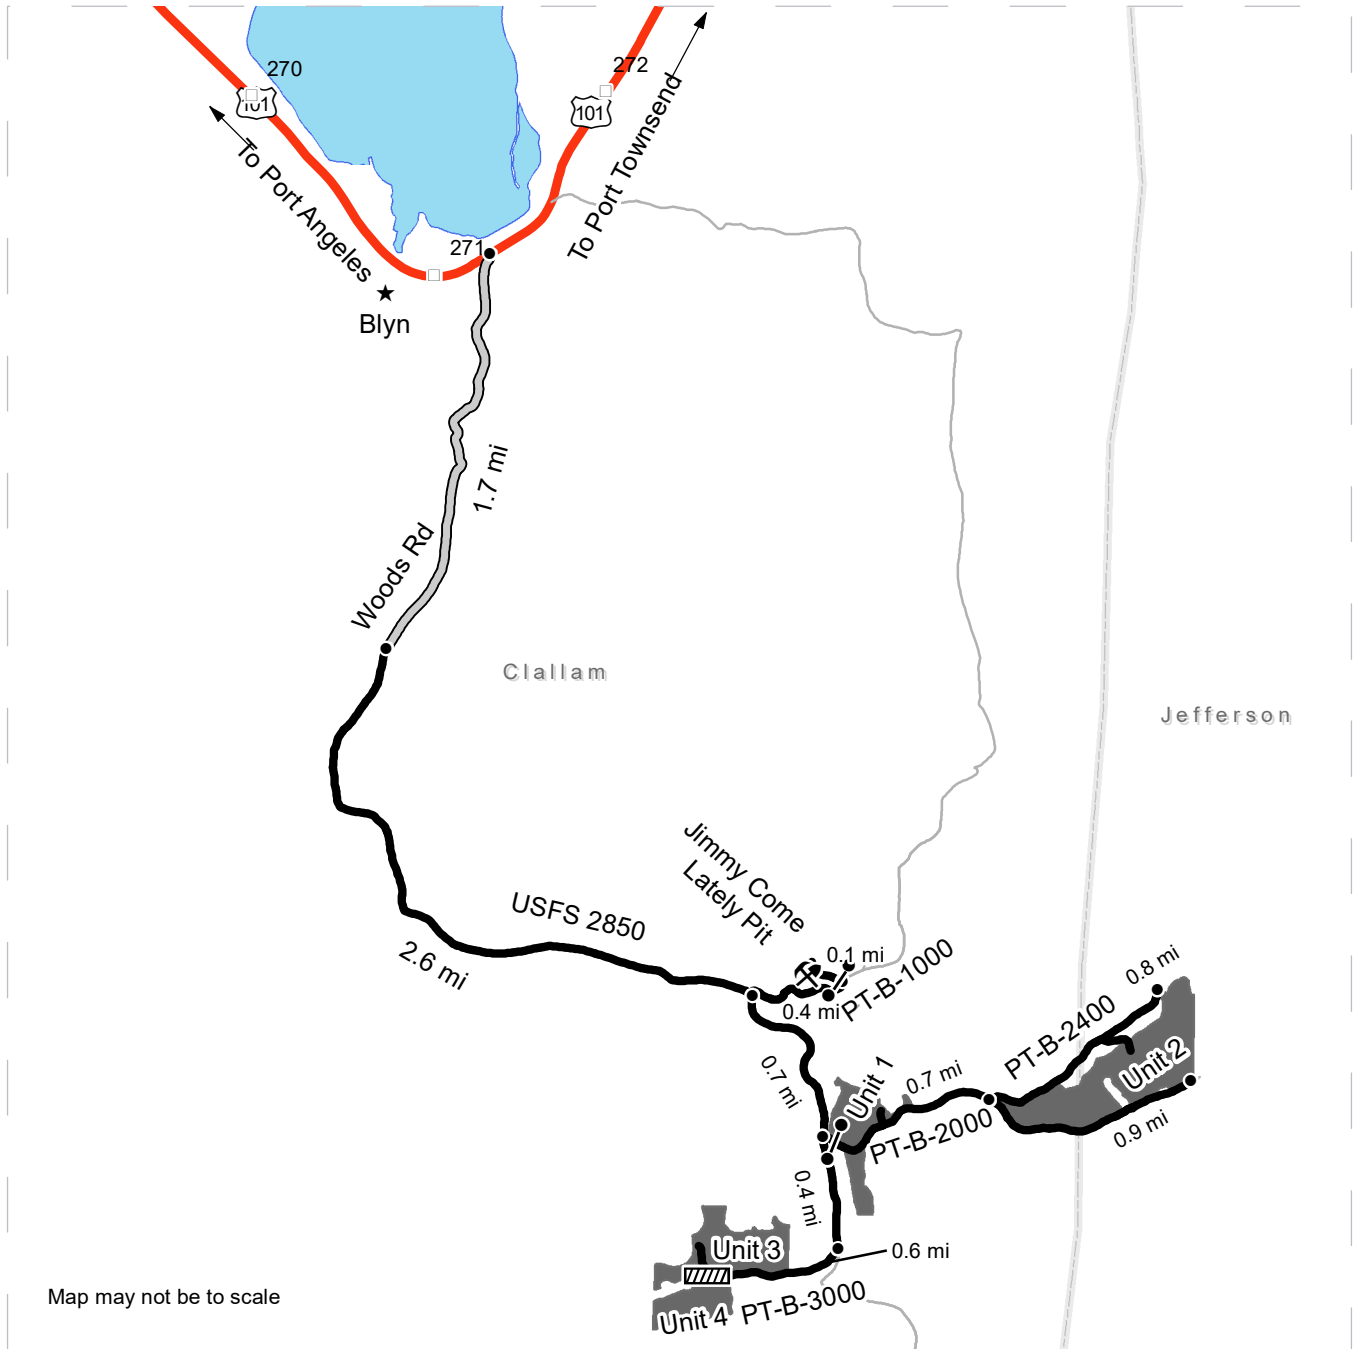 270
101
To Port Angeles
272
101
To Port Townsend
271
Blyn
1.7 mi
Woods Rd
Clallam
Jefferson
Jimmy Come
Lately Pit
USFS 2850
2.6 mi
0.1 mi
PT-B-1000
0.4 mi
0.8 mi
PT-B-2400
Unit 2
0.7 mi
Unit 1
0.7 mi
PT-B-2000
0.9 mi
0.4 mi
Unit 3
0.6 mi
Unit 4
PT-B-3000
Map may not be to scale